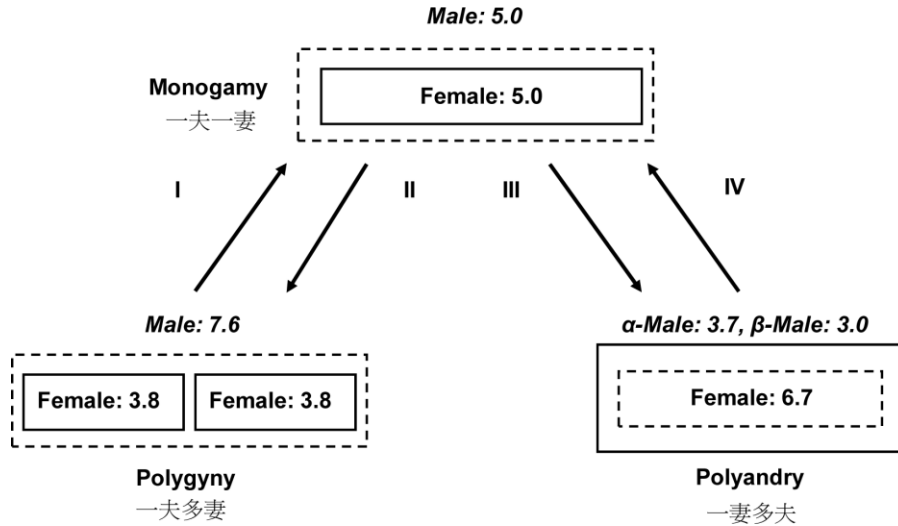 Male: 5.0
Monogamy
一夫一妻
Female: 5.0
I
II
III
IV
Male: 7.6
α-Male: 3.7, β-Male: 3.0
Female: 3.8
Female: 3.8
Female: 6.7
Polygyny
一夫多妻
Polyandry
一妻多夫